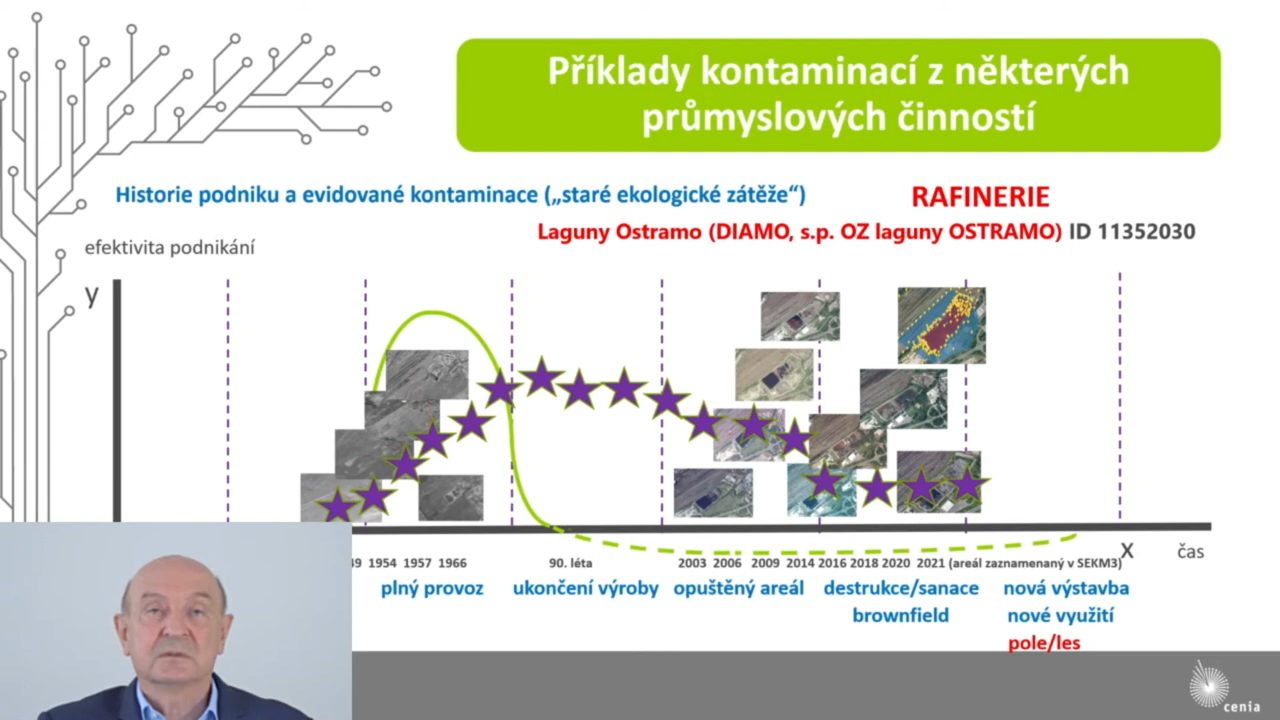 Příklady kontaminací z některých
průmyslových činností
Historie podniku a evidované kontaminace („staré ekologické zátěže“)
RAFINERIE
Laguny Ostramo (DIAMO, s.p. OZ laguny OSTRAMO) ID 11352030
efektivita podnikání
y
x
čas
1954 1957 1966
90. léta
2003 2006 2009 2014 2016 2018 2020 2021 (areál zaznamenaný v SEKM3)
plný provoz
ukončení výroby
opuštěný areál
destrukce/sanace
nová výstavba
brownfield
nové využití
pole/les
cenia